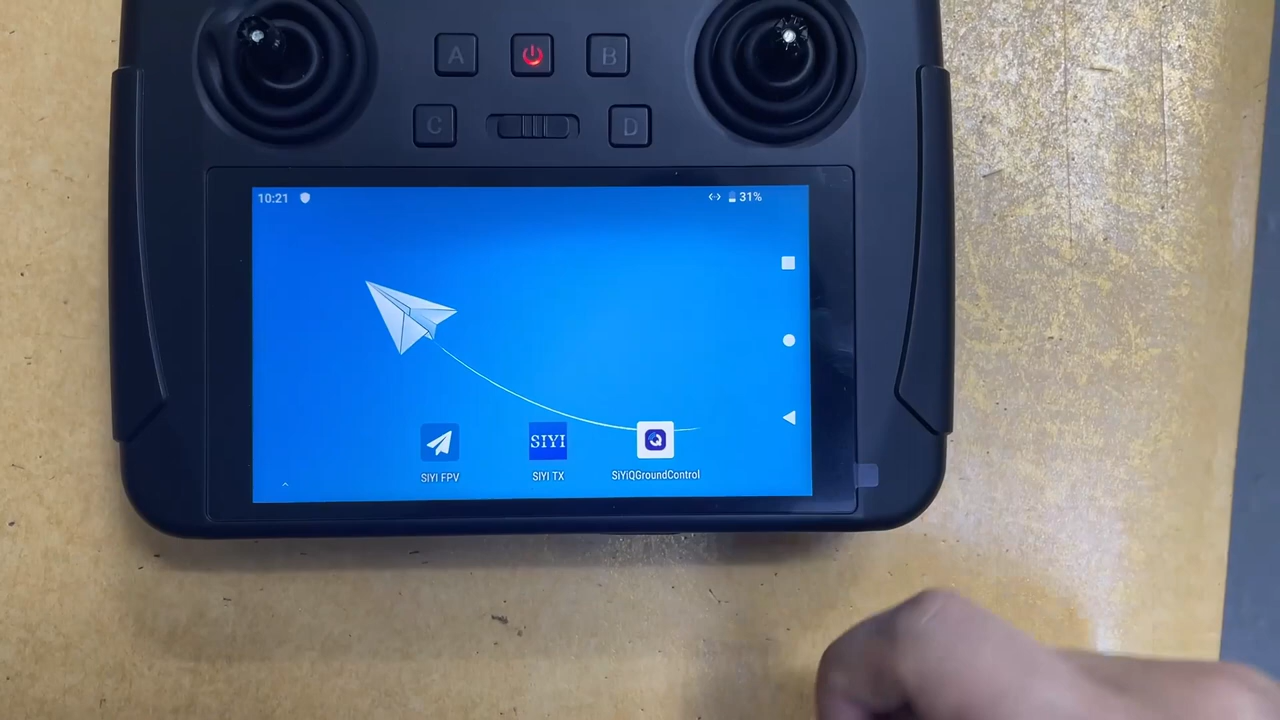 A
B
C
D
10:21
31%
SIYI
SIYI FPV
SIYI TX
SiYiQGroundControl